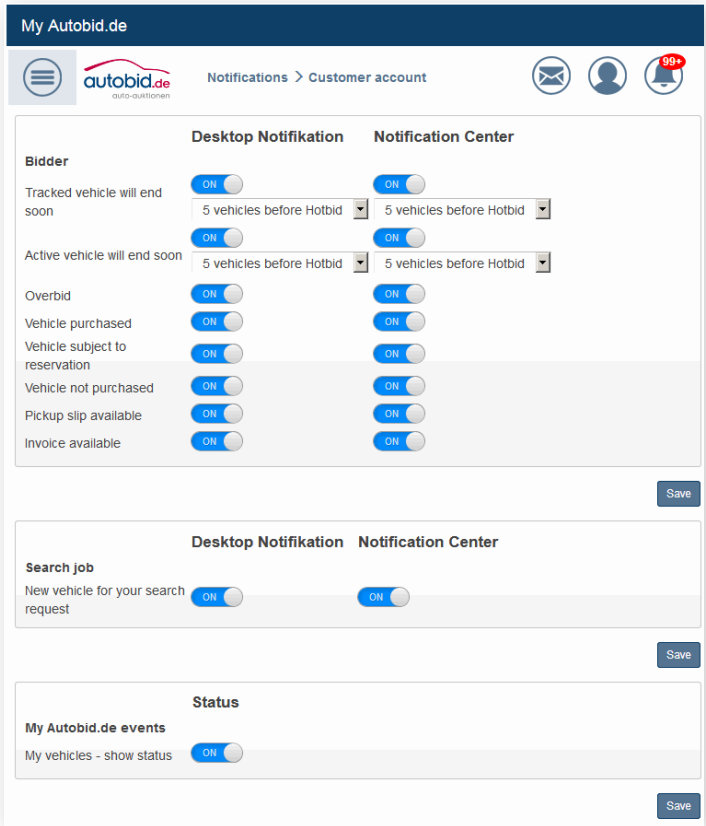 My Autobid.de
autobid.de
auto-auktionen
Notifications > Customer account
99+
Desktop Notifikation Notification Center
Bidder
Tracked vehicle will end
soon
ON ON
5 vehicles before Hotbid 5 vehicles before Hotbid
Active vehicle will end soon
ON ON
5 vehicles before Hotbid 5 vehicles before Hotbid
Overbid ON ON
Vehicle purchased ON ON
Vehicle subject to
reservation
ON ON
Vehicle not purchased ON ON
Pickup slip available ON ON
Invoice available ON ON
Save
Desktop Notifikation Notification Center
Search job
New vehicle for your search
request
ON ON
Save
Status
My Autobid.de events
My vehicles - show status ON
Save